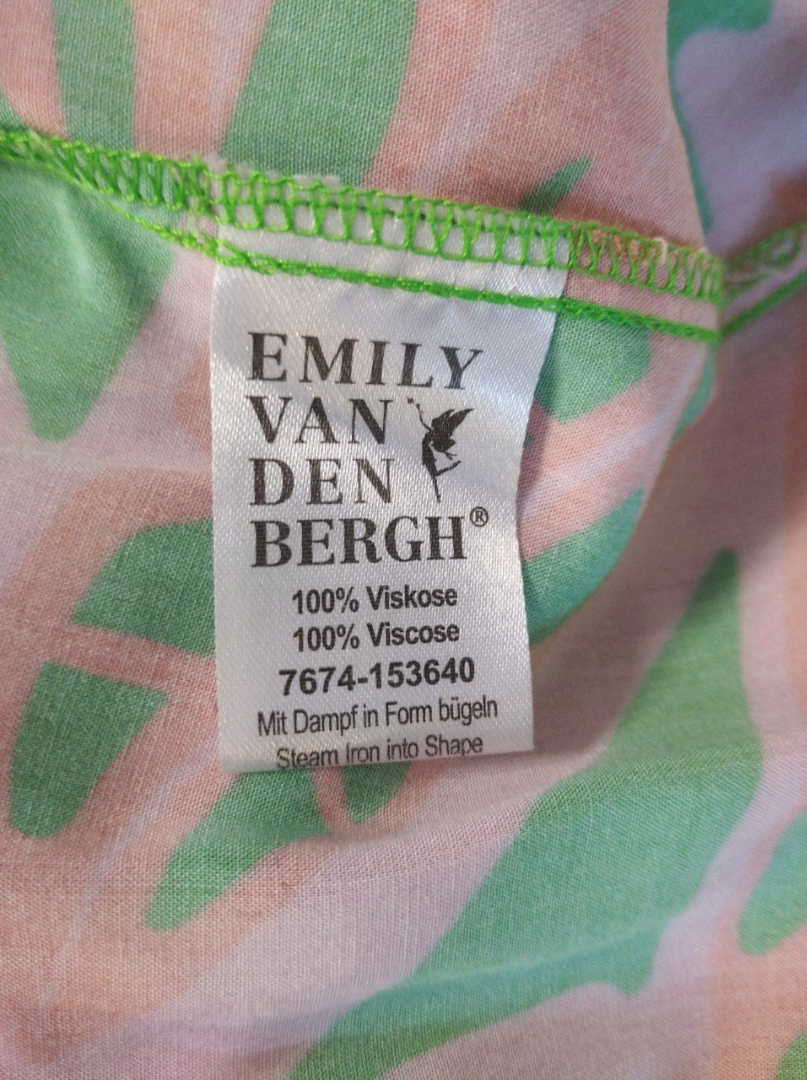 EMILY
VAN
DEN
BERGH®
100% Viskose
100% Viscose
7674-153640
Mit Dampf in Form bügeln
Steam Iron into Shape